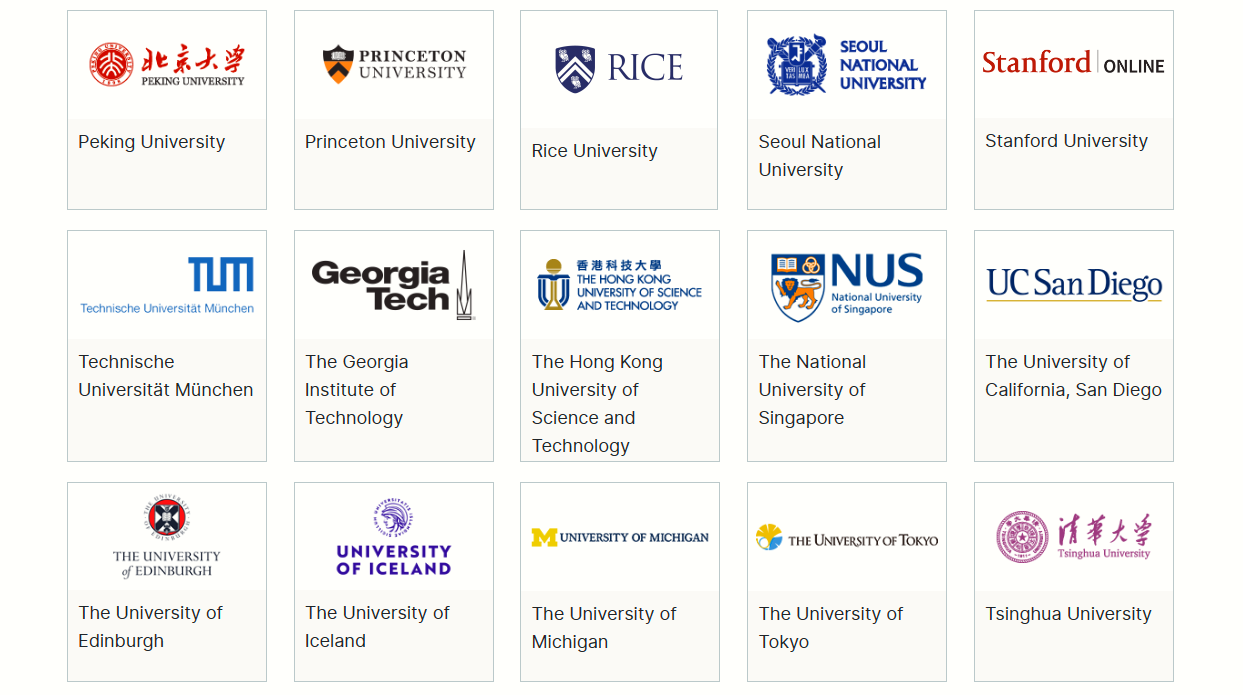 北京大学
PEKING UNIVERSITY
Peking University
PRINCETON
UNIVERSITY
Princeton University
RICE
Rice University
SEOUL
NATIONAL
UNIVERSITY
Seoul National
University
Stanford | ONLINE
Stanford University
TUM
Technische Universität München
Technische
Universität München
Georgia
Tech
The Georgia
Institute of
Technology
香港科技大學
THE HONG KONG
UNIVERSITY OF SCIENCE
AND TECHNOLOGY
The Hong Kong
University of
Science and
Technology
NUS
National University
of Singapore
The National
University of
Singapore
UC San Diego
The University of
California, San Diego
THE UNIVERSITY
of EDINBURGH
The University of
Edinburgh
UNIVERSITY
OF ICELAND
The University of
Iceland
M UNIVERSITY OF MICHIGAN
The University of
Michigan
THE UNIVERSITY OF TOKYO
The University of
Tokyo
清華大学
Tsinghua University
Tsinghua University